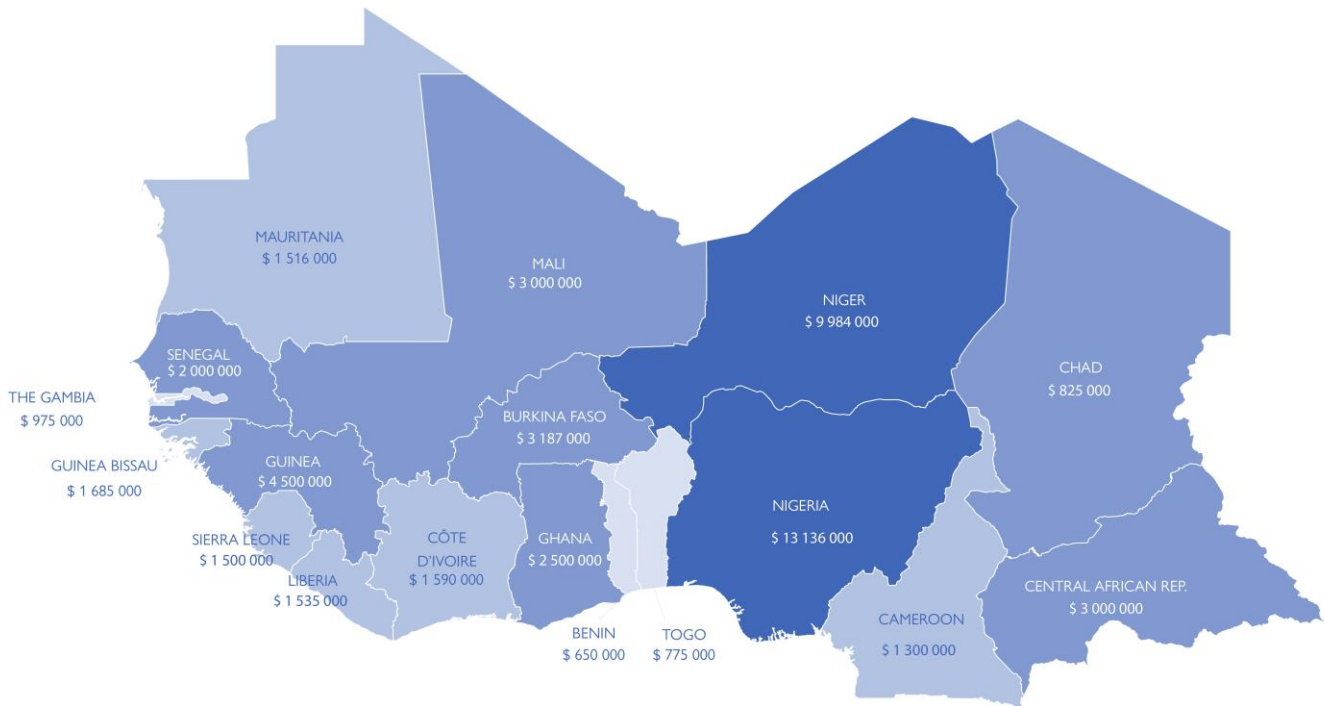 MAURITANIA
$ 1 516 000
MALI
$ 3 000 000
NIGER
$ 9 984 000
CHAD
$ 825 000
SENEGAL
$ 2 000 000
THE GAMBIA
$ 975 000
GUINEA BISSAU
$ 1 685 000
GUINEA
$ 4 500 000
BURKINA FASO
$ 3 187 000
SIERRA LEONE
$ 1 500 000
LIBERIA
$ 1 535 000
CÔTE
D'IVOIRE
$ 1 590 000
GHANA
$ 2 500 000
BENIN
$ 650 000
TOGO
$ 775 000
NIGERIA
$ 13 136 000
CAMEROON
$ 1 300 000
CENTRAL AFRICAN REP.
$ 3 000 000